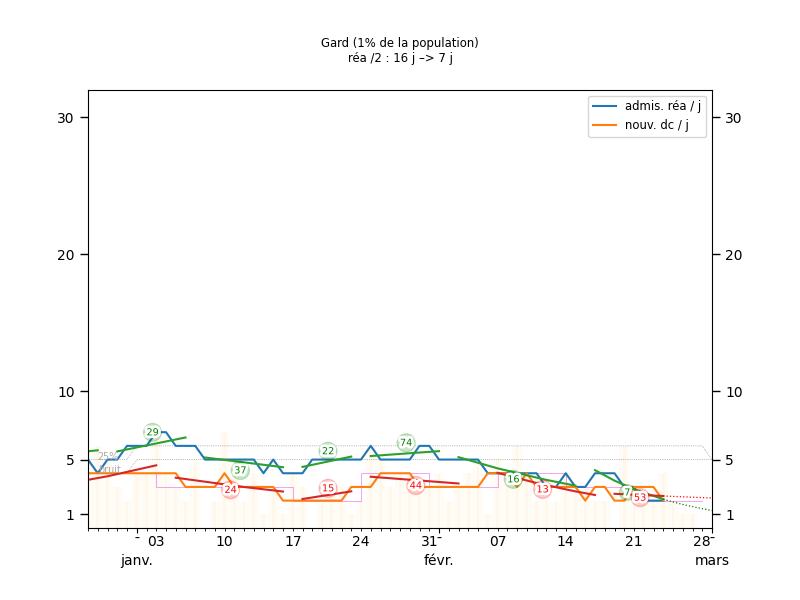 Gard (1% de la population)
réa /2 : 16 j –> 7 j
admis. réa / j
nouv. dc / j
30 30
20 20
10 10
5 5
1 1
29
74
22
37
25%
bruit
24
15
44
16
13
7
53
03 10 17 24 31 07 14 21 28
janv. févr. mars